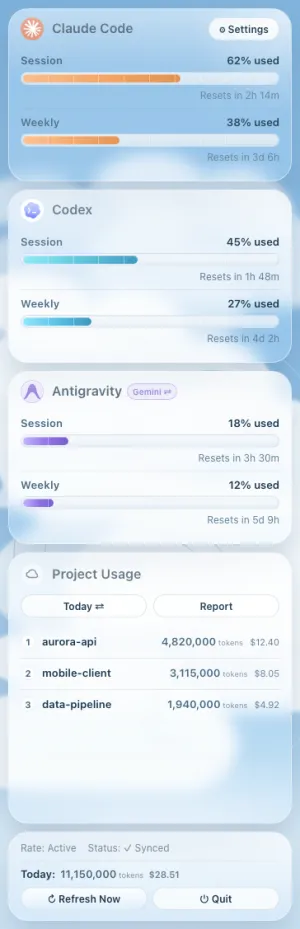 Claude Code
⚙ Settings
Session 62% used
Resets in 2h 14m
Weekly 38% used
Resets in 3d 6h
Codex
Session 45% used
Resets in 1h 48m
Weekly 27% used
Resets in 4d 2h
Antigravity Gemini ⇌
Session 18% used
Resets in 3h 30m
Weekly 12% used
Resets in 5d 9h
Project Usage
Today ⇌ Report
1 aurora-api 4,820,000 tokens $12.40
2 mobile-client 3,115,000 tokens $8.05
3 data-pipeline 1,940,000 tokens $4.92
Rate: Active Status: ✓ Synced
Today: 11,150,000 tokens $28.51
↻ Refresh Now ⏻ Quit